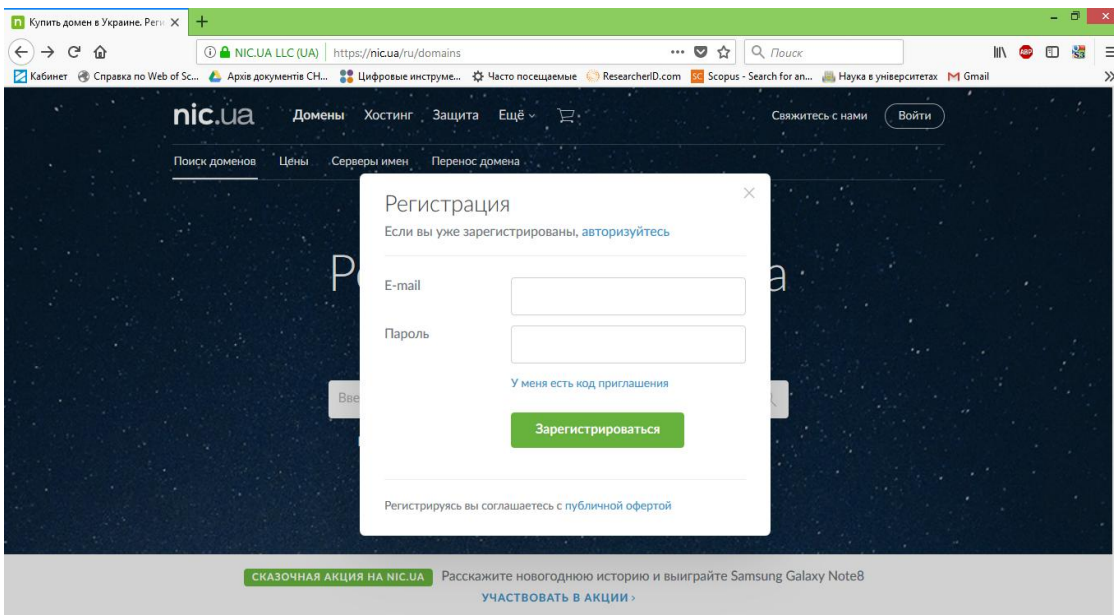 Купить домен в Украине. Реги
NIC.UA LLC (UA) https://nic.ua/ru/domains Поиск
Кабинет Справка по Web of Sc... Архів документів СН... Цифровые инструме... Часто посещаемые ResearcherID.com Scopus - Search for an... Наука в університетах Gmail
nic.ua Домены Хостинг Защита Ещё Свяжитесь с нами Войти
Поиск доменов Цены Серверы имен Перенос домена
Регистрация
Если вы уже зарегистрированы, авторизуйтесь
E-mail
Пароль
У меня есть код приглашения
Вве
Зарегистрироваться
Регистрируясь вы соглашаетесь с публичной офертой
СКАЗОЧНАЯ АКЦИЯ НА NIC.UA Расскажите новогоднюю историю и выиграйте Samsung Galaxy Note8
УЧАСТВОВАТЬ В АКЦИИ ›